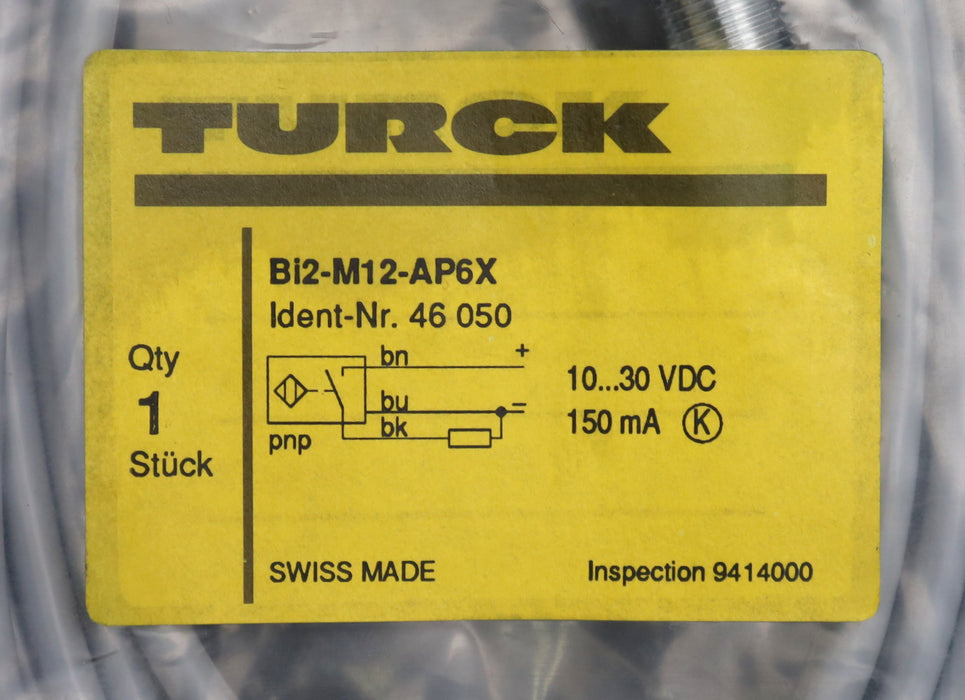 TURCK
Bi2-M12-AP6X
Ident-Nr. 46 050
Qty
1
Stück
bn +
bu –
bk
pnp
10...30 VDC
150 mA K
SWISS MADE
Inspection 9414000